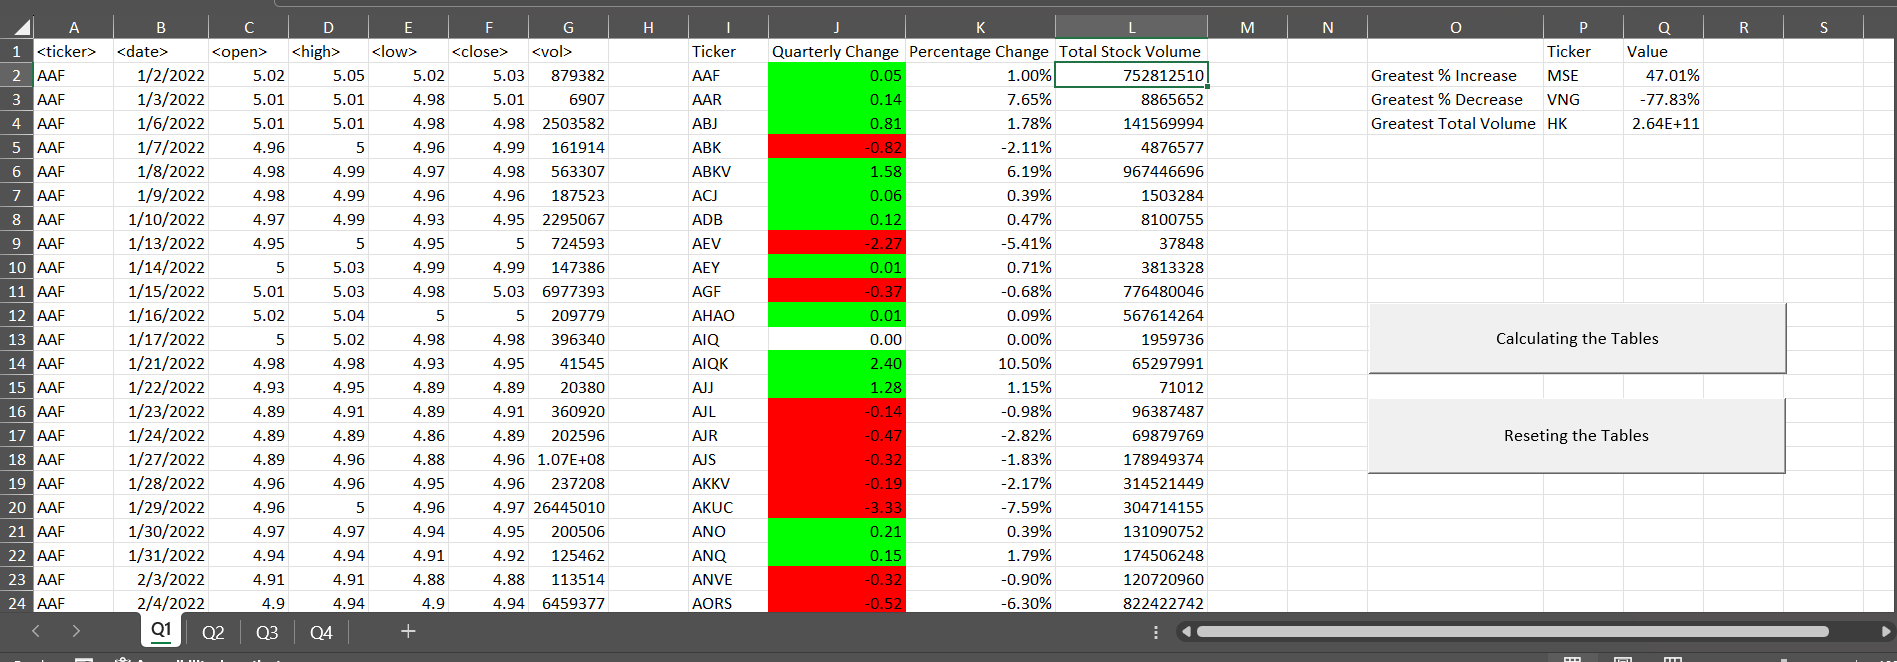 A B C D E F G H I J K L M N O P Q R S
1 <ticker> <date> <open> <high> <low> <close> <vol> Ticker Quarterly Change Percentage Change Total Stock Volume Ticker Value
2 AAF 1/2/2022 5.02 5.05 5.02 5.03 879382 AAF 0.05 1.00% 752812510 Greatest % Increase MSE 47.01%
3 AAF 1/3/2022 5.01 5.01 4.98 5.01 6907 AAR 0.14 7.65% 8865652 Greatest % Decrease VNG -77.83%
4 AAF 1/6/2022 5.01 5.01 4.98 4.98 2503582 ABJ 0.81 1.78% 141569994 Greatest Total Volume HK 2.64E+11
5 AAF 1/7/2022 4.96 5 4.96 4.99 161914 ABK -0.82 -2.11% 4876577
6 AAF 1/8/2022 4.98 4.99 4.97 4.98 563307 ABKV 1.58 6.19% 967446696
7 AAF 1/9/2022 4.98 4.99 4.96 4.96 187523 ACJ 0.06 0.39% 1503284
8 AAF 1/10/2022 4.97 4.99 4.93 4.95 2295067 ADB 0.12 0.47% 8100755
9 AAF 1/13/2022 4.95 5 4.95 5 724593 AEV -2.27 -5.41% 37848
10 AAF 1/14/2022 5 5.03 4.99 4.99 147386 AEY 0.01 0.71% 3813328
11 AAF 1/15/2022 5.01 5.03 4.98 5.03 6977393 AGF -0.37 -0.68% 776480046
12 AAF 1/16/2022 5.02 5.04 5 5 209779 AHAO 0.01 0.09% 567614264
13 AAF 1/17/2022 5 5.02 4.98 4.98 396340 AIQ 0.00 0.00% 1959736 Calculating the Tables
14 AAF 1/21/2022 4.98 4.98 4.93 4.95 41545 AIQK 2.40 10.50% 65297991
15 AAF 1/22/2022 4.93 4.95 4.89 4.89 20380 AJJ 1.28 1.15% 71012
16 AAF 1/23/2022 4.89 4.91 4.89 4.91 360920 AJL -0.14 -0.98% 96387487
17 AAF 1/24/2022 4.89 4.89 4.86 4.89 202596 AJR -0.47 -2.82% 69879769 Reseting the Tables
18 AAF 1/27/2022 4.89 4.96 4.88 4.96 1.07E+08 AJS -0.32 -1.83% 178949374
19 AAF 1/28/2022 4.96 4.96 4.95 4.96 237208 AKKV -0.19 -2.17% 314521449
20 AAF 1/29/2022 4.96 5 4.96 4.97 26445010 AKUC -3.33 -7.59% 304714155
21 AAF 1/30/2022 4.97 4.97 4.94 4.95 200506 ANO 0.21 0.39% 131090752
22 AAF 1/31/2022 4.94 4.94 4.91 4.92 125462 ANQ 0.15 1.79% 174506248
23 AAF 2/3/2022 4.91 4.91 4.88 4.88 113514 ANVE -0.32 -0.90% 120720960
24 AAF 2/4/2022 4.9 4.94 4.9 4.94 6459377 AORS -0.52 -6.30% 822422742
Q1 Q2 Q3 Q4